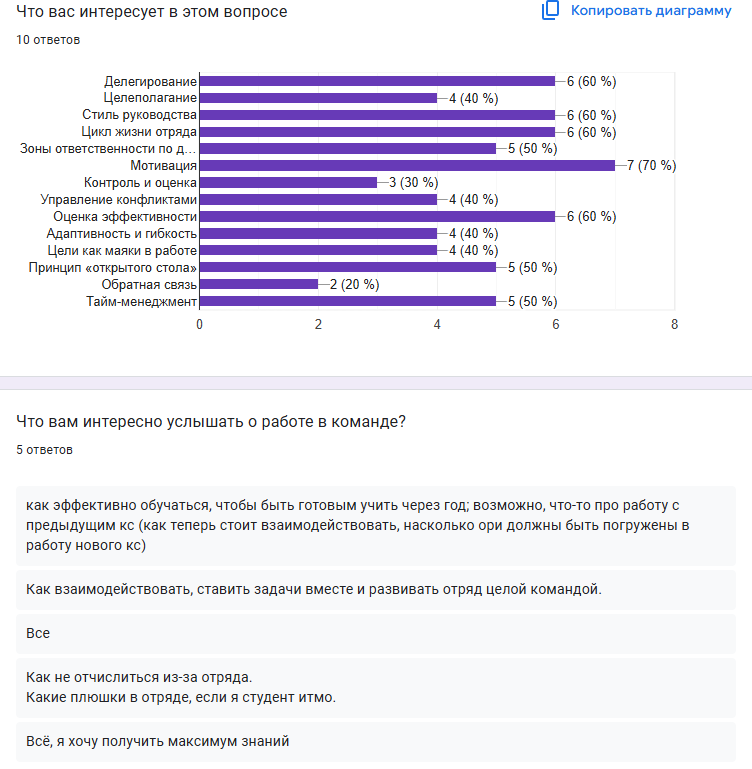 Что вас интересует в этом вопросе
Копировать диаграмму
10 ответов
Делегирование 6 (60 %)
Целеполагание 4 (40 %)
Стиль руководства 6 (60 %)
Цикл жизни отряда 6 (60 %)
Зоны ответственности по д... 5 (50 %)
Мотивация 7 (70 %)
Контроль и оценка 3 (30 %)
Управление конфликтами 4 (40 %)
Оценка эффективности 6 (60 %)
Адаптивность и гибкость 4 (40 %)
Цели как маяки в работе 4 (40 %)
Принцип «открытого стола» 5 (50 %)
Обратная связь 2 (20 %)
Тайм-менеджмент 5 (50 %)
0 2 4 6 8
Что вам интересно услышать о работе в команде?
5 ответов
как эффективно обучаться, чтобы быть готовым учить через год; возможно, что-то про работу с
предыдущим кс (как теперь стоит взаимодействовать, насколько ори должны быть погружены в
работу нового кс)
Как взаимодействовать, ставить задачи вместе и развивать отряд целой командой.
Все
Как не отчислиться из-за отряда.
Какие плюшки в отряде, если я студент итмо.
Всё, я хочу получить максимум знаний